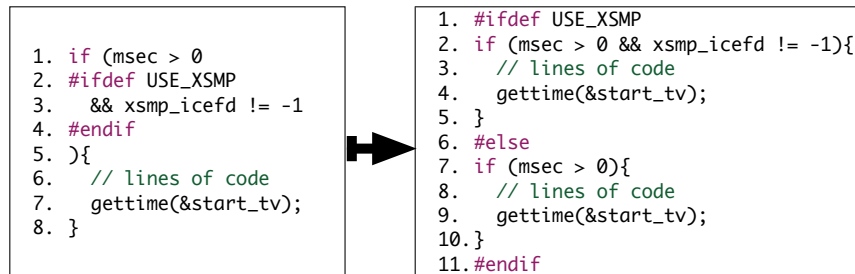 1. if (msec > 0
2. #ifdef USE_XSMP
3.   && xsmp_icefd != -1
4. #endif
5. ){
6.   // lines of code
7.   gettime(&start_tv);
8. }
1. #ifdef USE_XSMP
2. if (msec > 0 && xsmp_icefd != -1){
3.   // lines of code
4.   gettime(&start_tv);
5. }
6. #else
7. if (msec > 0){
8.   // lines of code
9.   gettime(&start_tv);
10. }
11. #endif